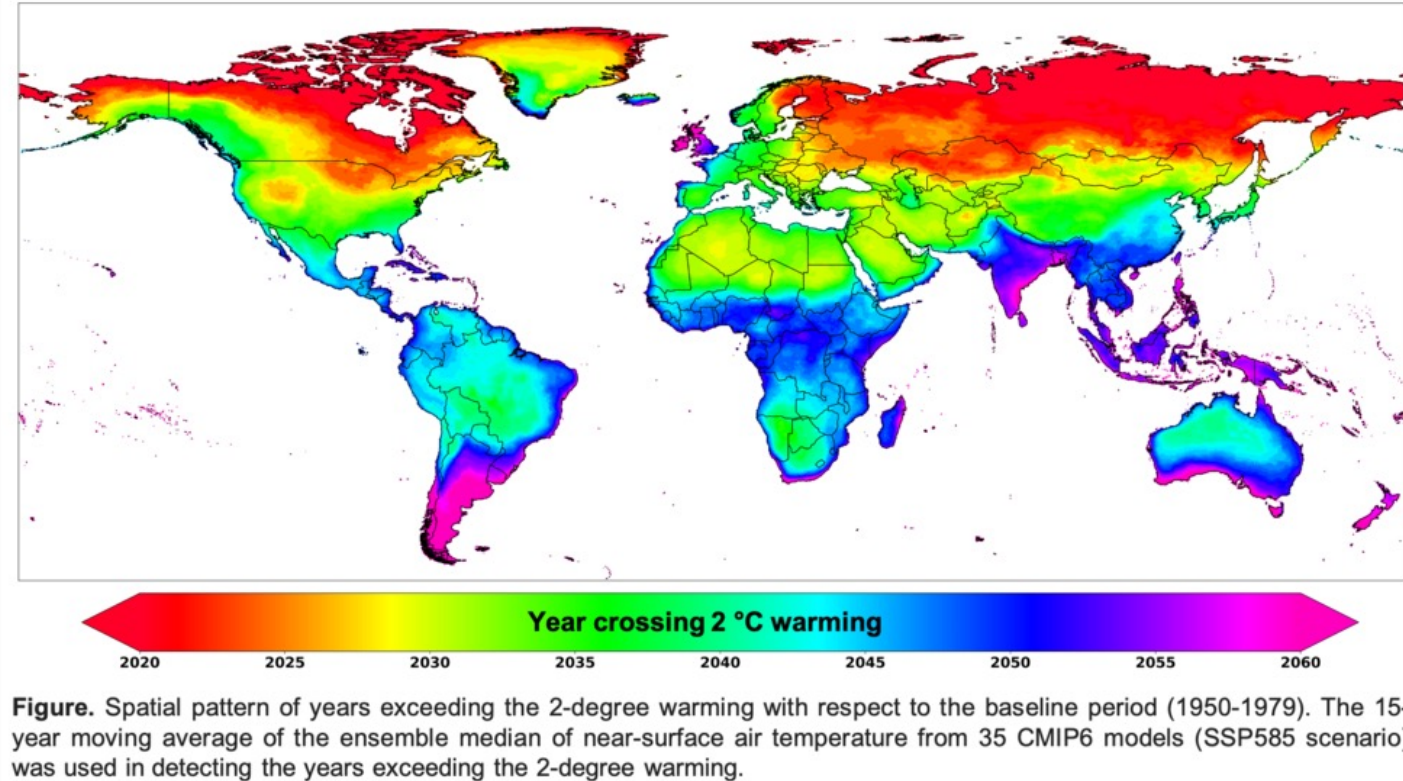 Year crossing 2 °C warming
2020 2025 2030 2035 2040 2045 2050 2055 2060
Figure. Spatial pattern of years exceeding the 2-degree warming with respect to the baseline period (1950-1979). The 15-
year moving average of the ensemble median of near-surface air temperature from 35 CMIP6 models (SSP585 scenario)
was used in detecting the years exceeding the 2-degree warming.